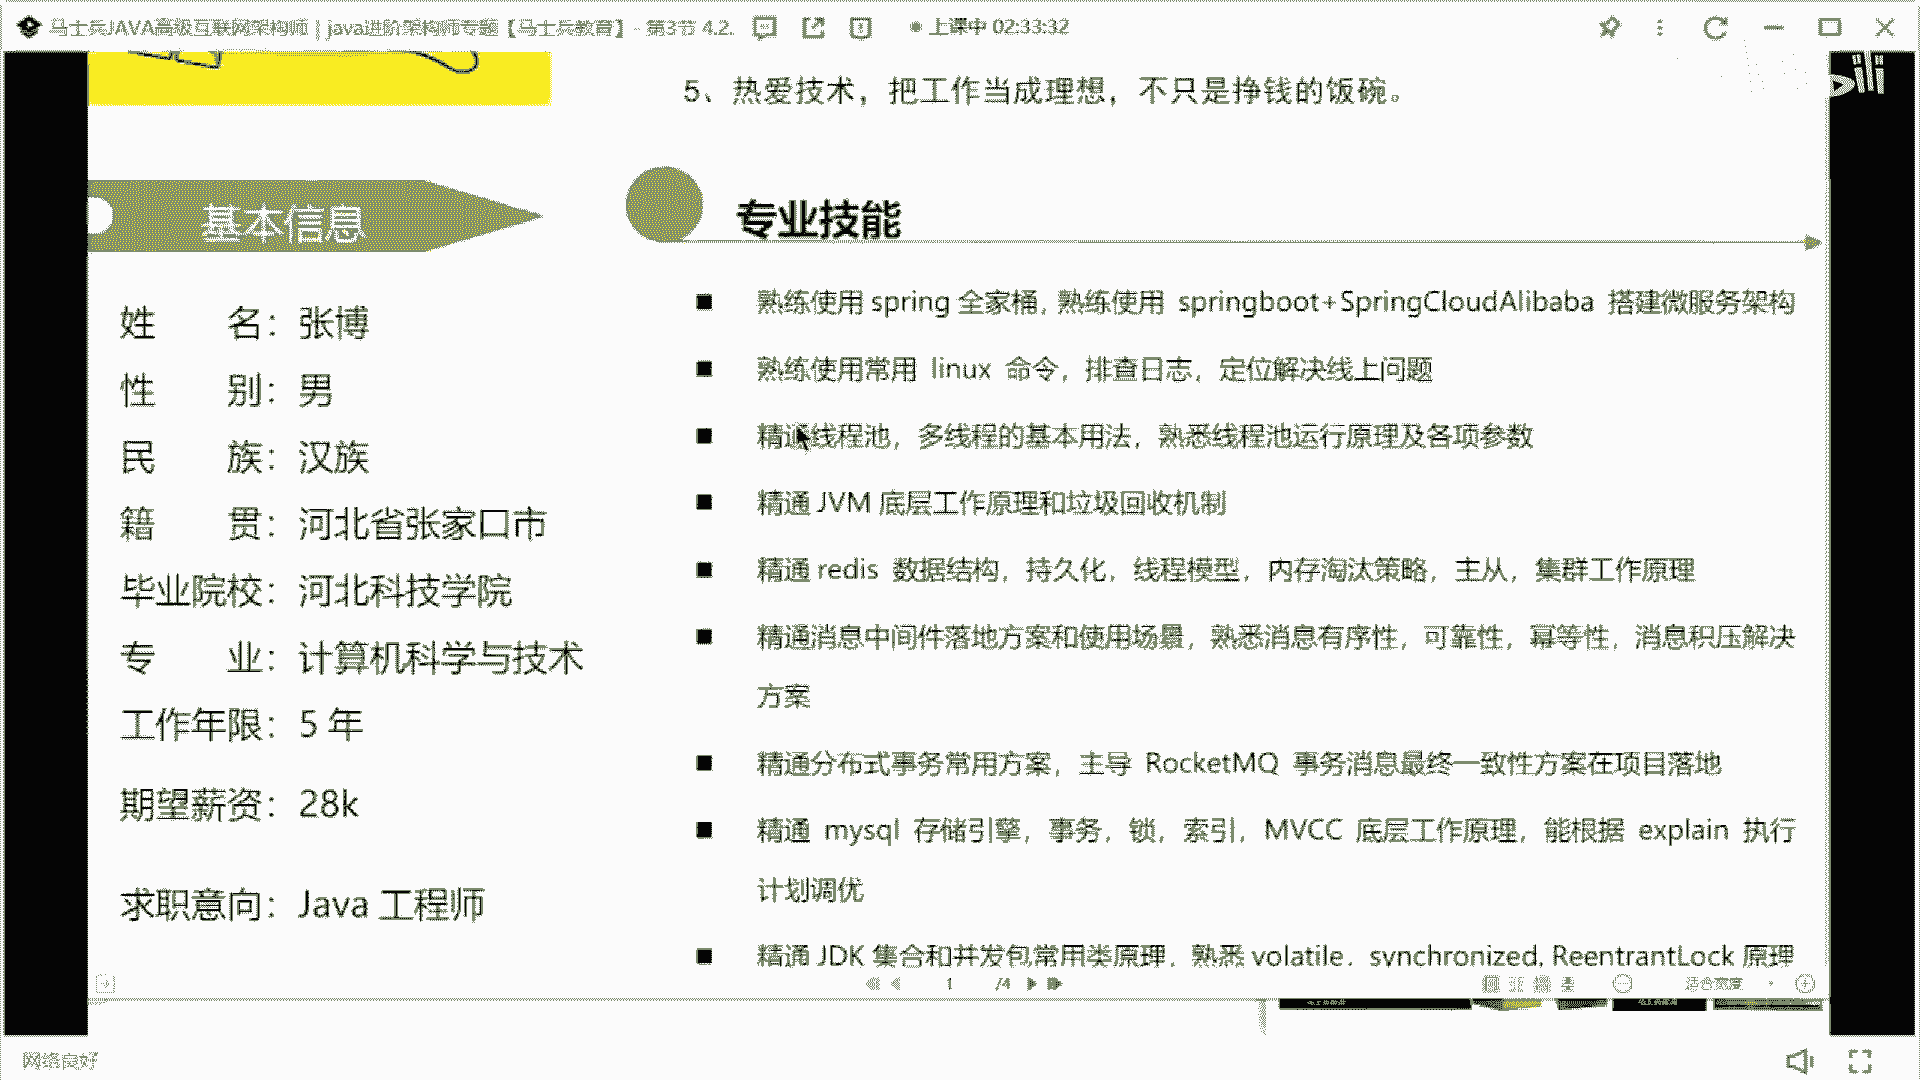 马士兵JAVA高级互联网架构师 | java进阶架构师专题【马士兵教育】- 第3节 4.2.
上课中 02:33:32
5、热爱技术，把工作当成理想，不只是挣钱的饭碗。
基本信息
姓 名：张博
性 别：男
民 族：汉族
籍 贯：河北省张家口市
毕业院校：河北科技学院
专 业：计算机科学与技术
工作年限：5 年
期望薪资：28k
求职意向：Java 工程师
专业技能
熟练使用 spring 全家桶, 熟练使用 springboot+SpringCloudAlibaba 搭建微服务架构
熟练使用常用 linux 命令，排查日志，定位解决线上问题
精通线程池，多线程的基本用法，熟悉线程池运行原理及各项参数
精通 JVM 底层工作原理和垃圾回收机制
精通 redis 数据结构，持久化，线程模型，内存淘汰策略，主从，集群工作原理
精通消息中间件落地方案和使用场景，熟悉消息有序性，可靠性，幂等性，消息积压解决
方案
精通分布式事务常用方案，主导 RocketMQ 事务消息最终一致性方案在项目落地
精通 mysql 存储引擎，事务，锁，索引，MVCC 底层工作原理，能根据 explain 执行
计划调优
精通 JDK 集合和并发包常用类原理，熟悉 volatile．synchronized, ReentrantLock 原理
1 /4
适合宽度
网络良好